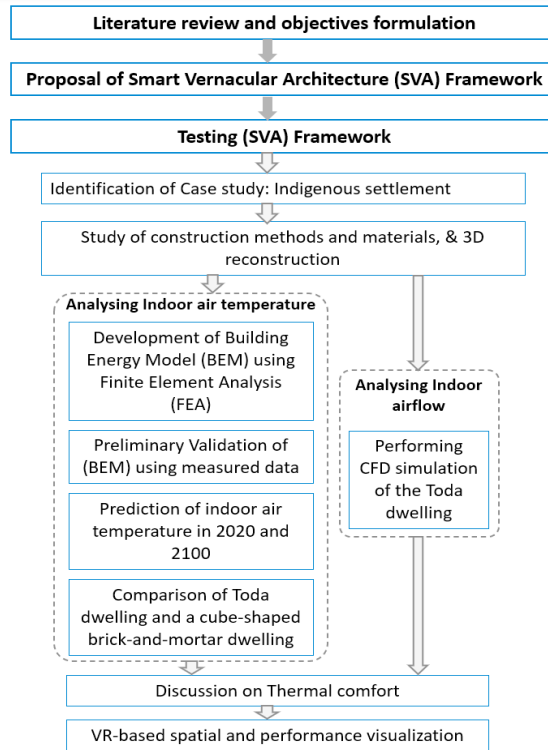 Literature review and objectives formulation
Proposal of Smart Vernacular Architecture (SVA) Framework
Testing (SVA) Framework
Identification of Case study: Indigenous settlement
Study of construction methods and materials, & 3D
reconstruction
Analysing Indoor air temperature
Development of Building
Energy Model (BEM) using
Finite Element Analysis
(FEA)
Preliminary Validation of
(BEM) using measured data
Prediction of indoor air
temperature in 2020 and
2100
Comparison of Toda
dwelling and a cube-shaped
brick-and-mortar dwelling
Analysing Indoor
airflow
Performing
CFD simulation
of the Toda
dwelling
Discussion on Thermal comfort
VR-based spatial and performance visualization